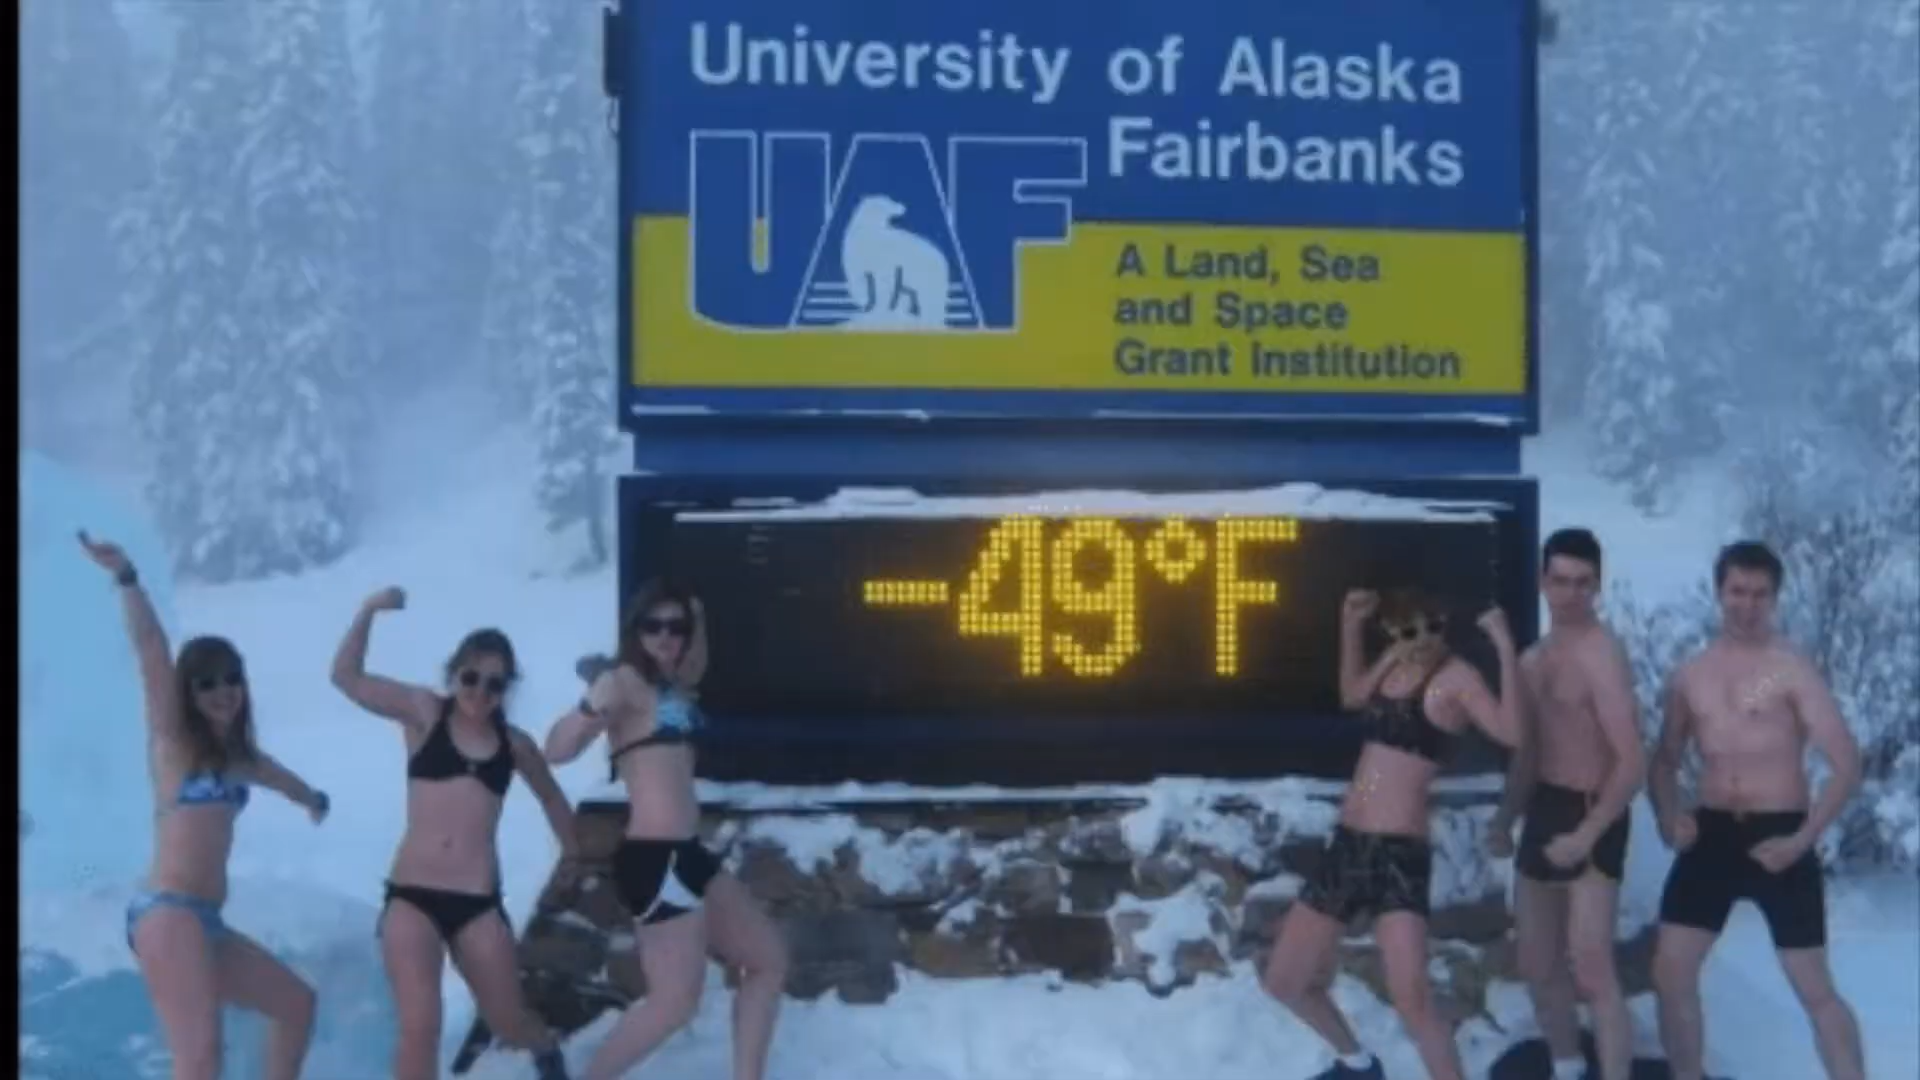 University of Alaska
Fairbanks
UAF
A Land, Sea
and Space
Grant Institution
-49°F